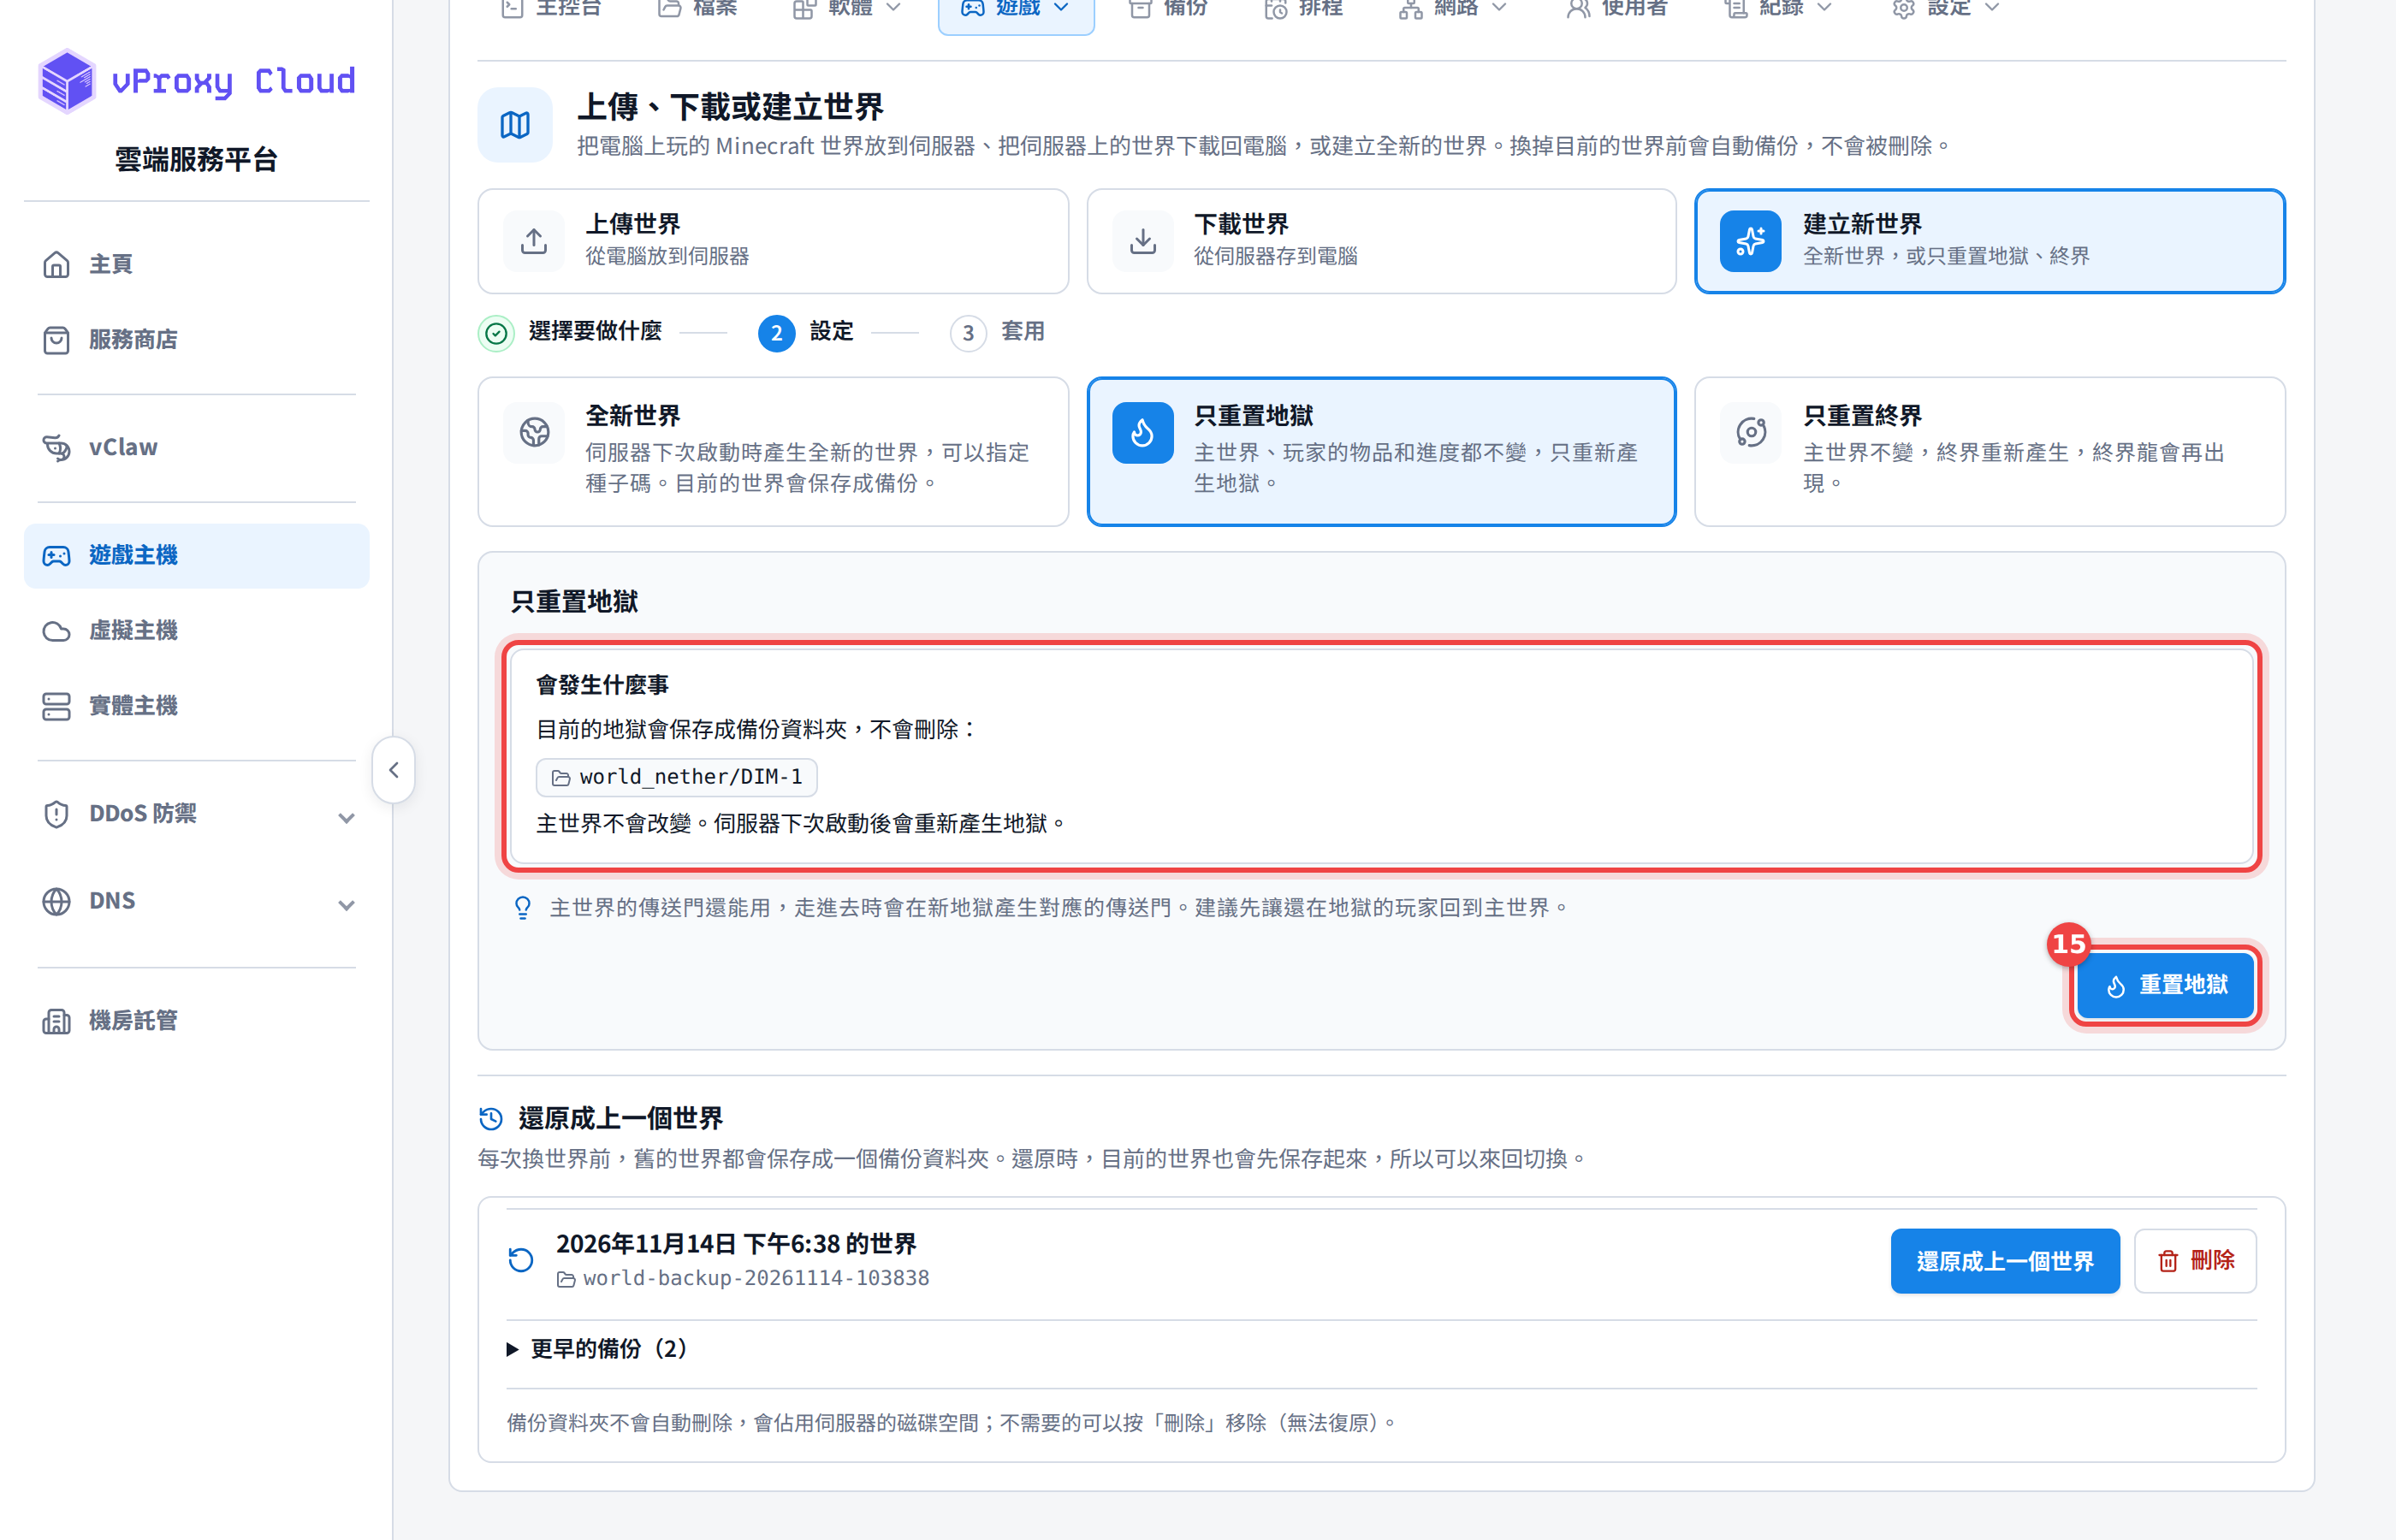 vProxy Cloud
雲端服務平台
主頁
服務商店
vClaw
遊戲主機
虛擬主機
實體主機
DDoS 防禦
DNS
機房託管
主控台
檔案
軟體
遊戲
備份
排程
網路
使用者
紀錄
設定
上傳、下載或建立世界
把電腦上玩的 Minecraft 世界放到伺服器、把伺服器上的世界下載回電腦，或建立全新的世界。換掉目前的世界前會自動備份，不會被刪除。
上傳世界
從電腦放到伺服器
下載世界
從伺服器存到電腦
建立新世界
全新世界，或只重置地獄、終界
選擇要做什麼
2 設定
3 套用
全新世界
伺服器下次啟動時產生全新的世界，可以指定
種子碼。目前的世界會保存成備份。
只重置地獄
主世界、玩家的物品和進度都不變，只重新產
生地獄。
只重置終界
主世界不變，終界重新產生，終界龍會再出
現。
只重置地獄
會發生什麼事
目前的地獄會保存成備份資料夾，不會刪除：
world_nether/DIM-1
主世界不會改變。伺服器下次啟動後會重新產生地獄。
主世界的傳送門還能用，走進去時會在新地獄產生對應的傳送門。建議先讓還在地獄的玩家回到主世界。
15
重置地獄
還原成上一個世界
每次換世界前，舊的世界都會保存成一個備份資料夾。還原時，目前的世界也會先保存起來，所以可以來回切換。
2026年11月14日 下午6:38 的世界
world-backup-20261114-103838
還原成上一個世界
刪除
更早的備份（2）
備份資料夾不會自動刪除，會佔用伺服器的磁碟空間；不需要的可以按「刪除」移除（無法復原）。